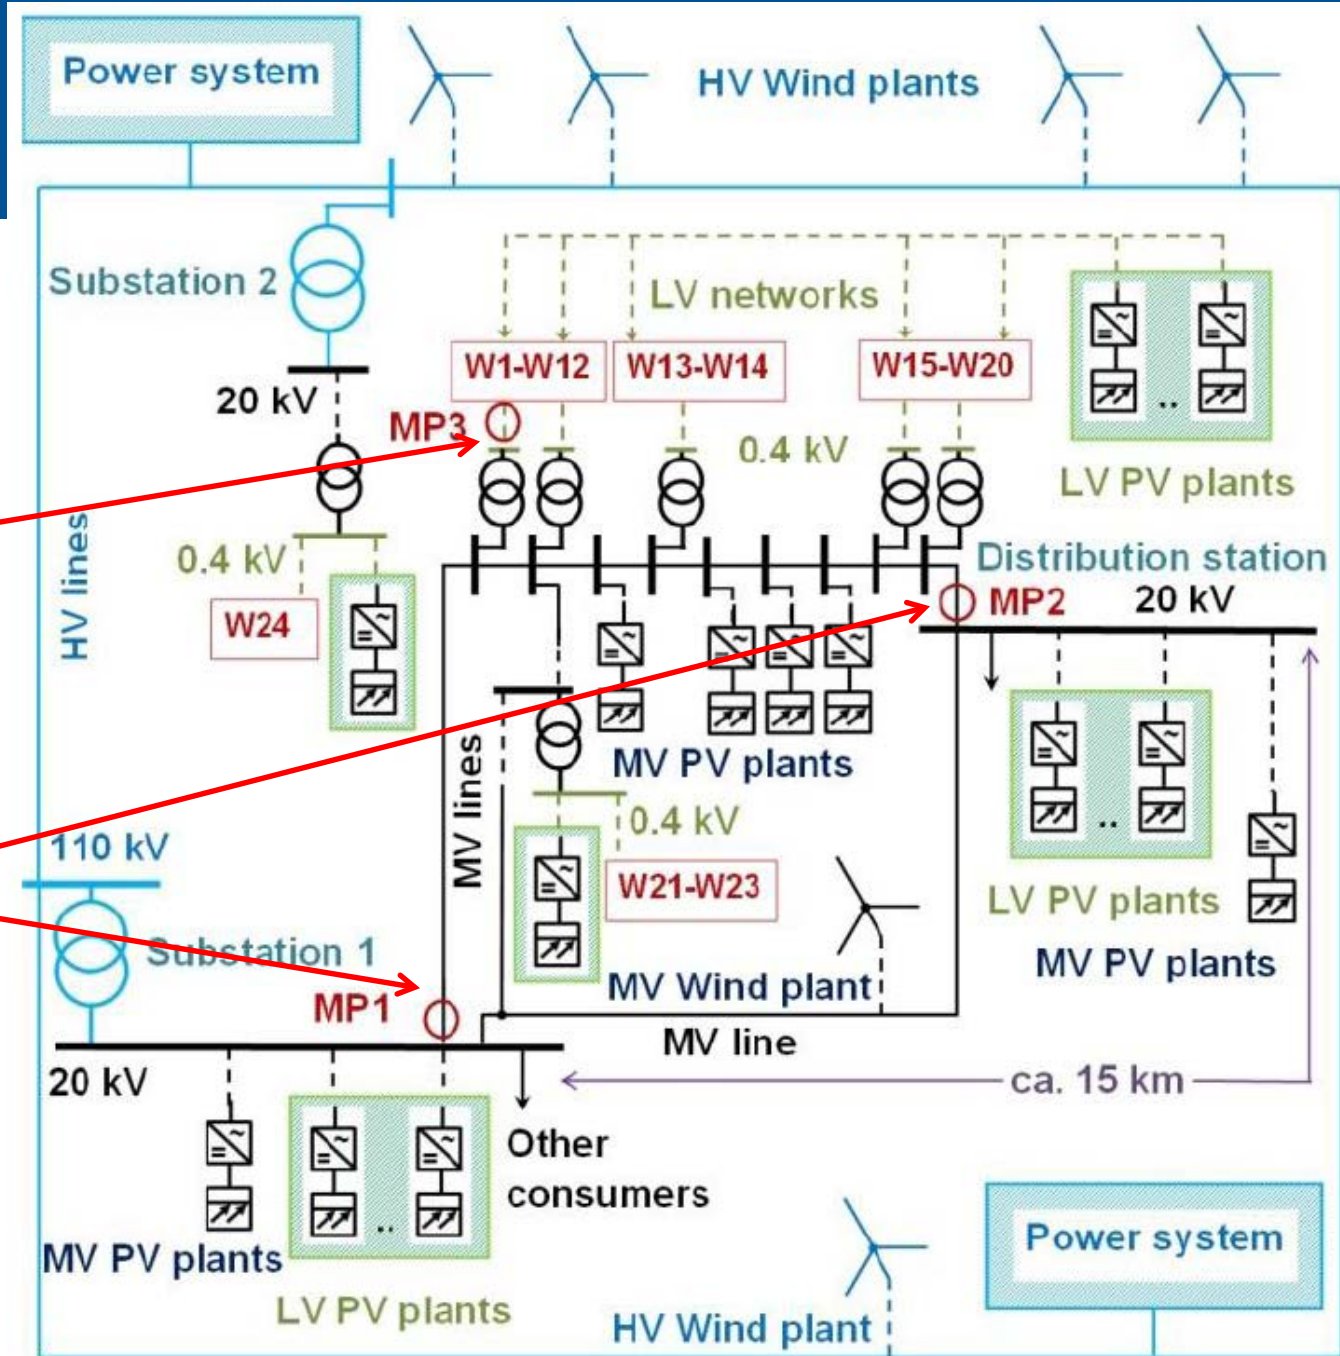 Power system
HV Wind plants
Substation 2
LV networks
W1-W12
W13-W14
W15-W20
20 kV
MP3
0.4 kV
LV PV plants
HV lines
0.4 kV
Distribution station
W24
MP2
20 kV
MV lines
MV PV plants
0.4 kV
110 kV
W21-W23
LV PV plants
Substation 1
MV PV plants
MV Wind plant
MP1
MV line
20 kV
ca. 15 km
Other
consumers
MV PV plants
LV PV plants
Power system
HV Wind plant